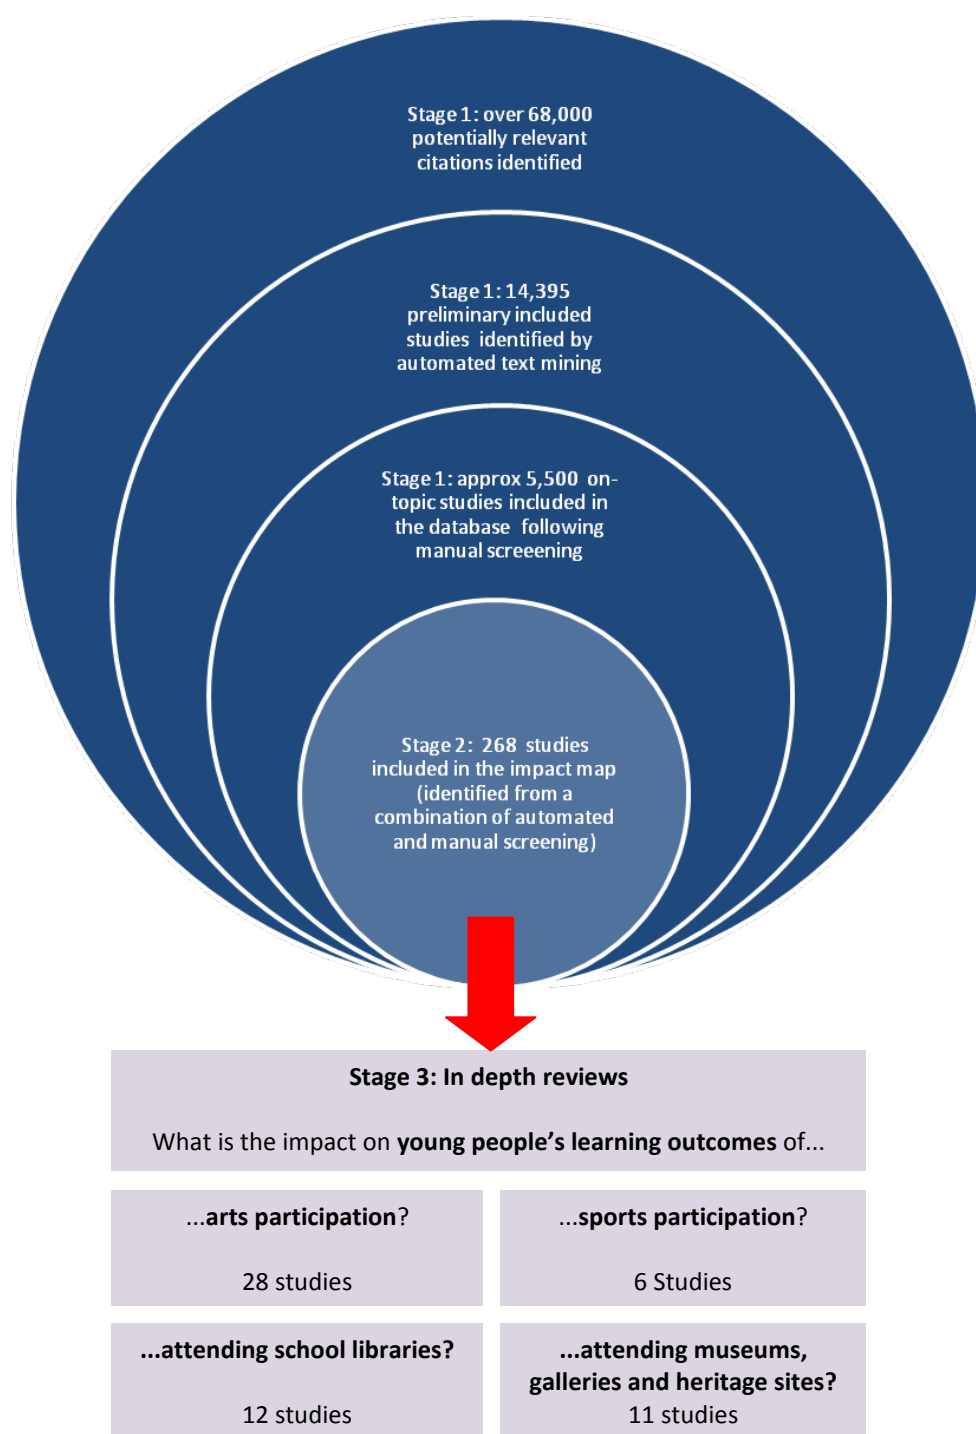 Stage 1: over 68,000
potentially relevant
citations identified
Stage 1: 14,395
preliminary included
studies identified by
automated text mining
Stage 1: approx 5,500 on-
topic studies included in
the database following
manual screeening
Stage 2: 268 studies
included in the impact map
(identified from a
combination of automated
and manual screening)
Stage 3: In depth reviews
What is the impact on young people’s learning outcomes of...
...arts participation?
28 studies
...sports participation?
6 Studies
...attending school libraries?
12 studies
...attending museums,
galleries and heritage sites?
11 studies